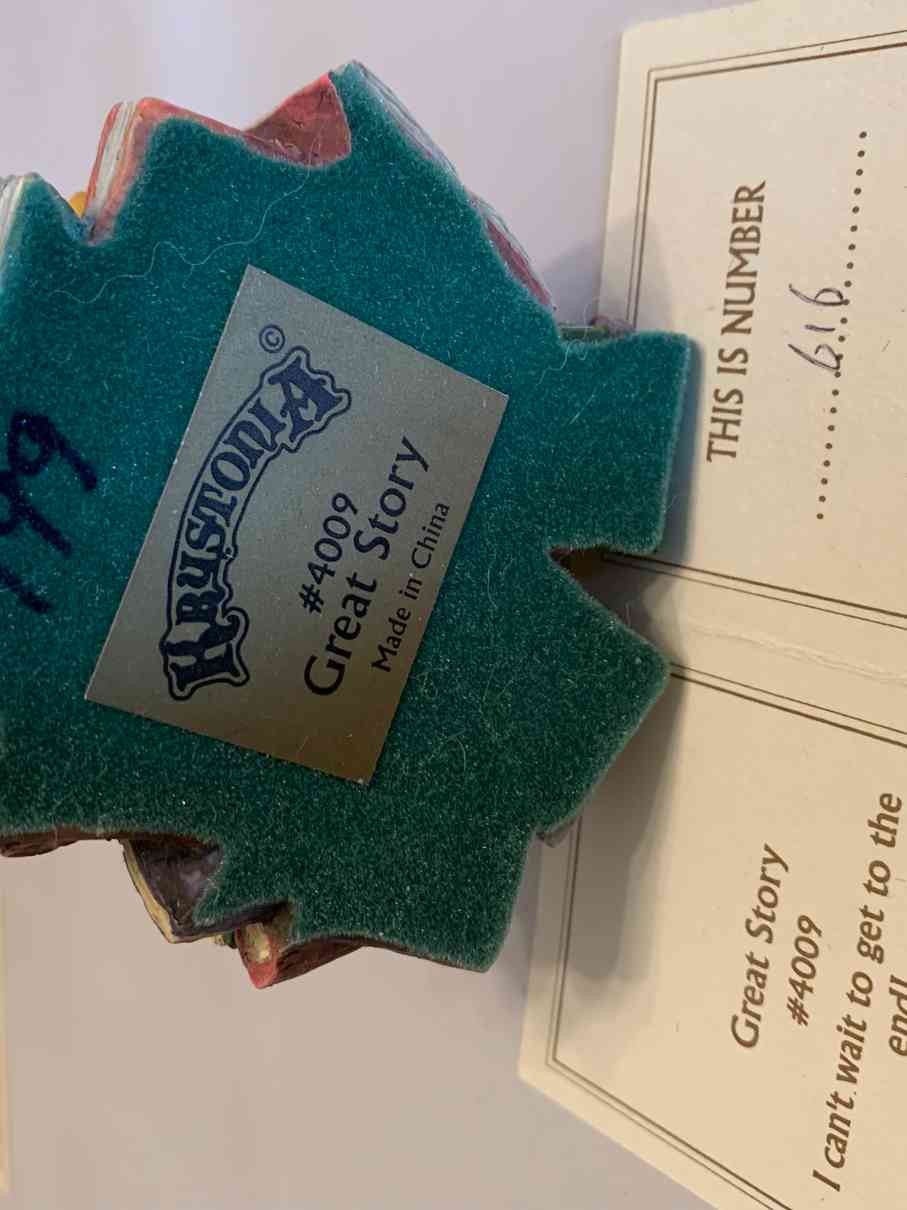 199
KRYSTONIA ©
#4009
Great Story
Made in China
THIS IS NUMBER
616
Great Story
#4009
I can't wait to get to the
end!